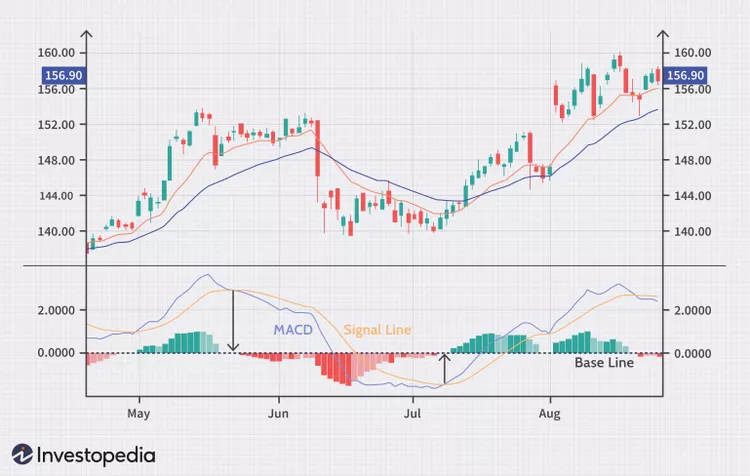 160.00 160.00
156.90 156.90
156.00 156.00
152.00 152.00
148.00 148.00
144.00 144.00
140.00 140.00
2.0000 MACD Signal Line 2.0000
0.0000 0.0000
Base Line
May Jun Jul Aug
Investopedia